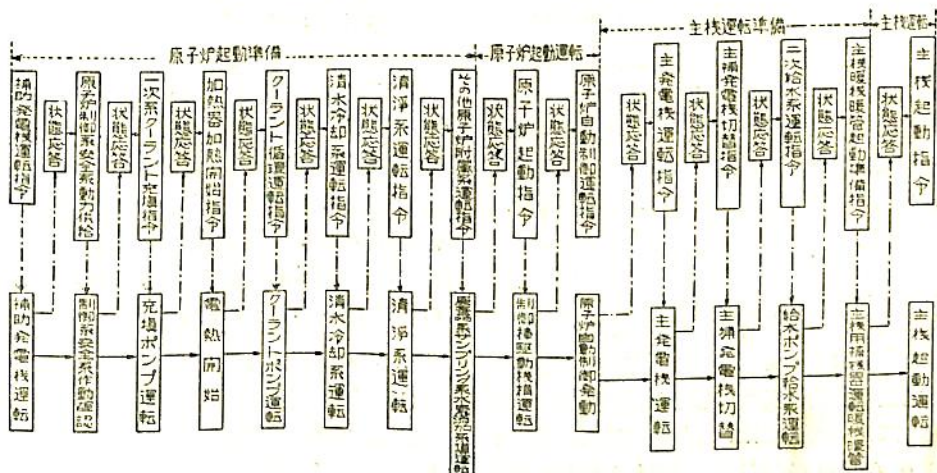 原子炉起動準備
原子炉起動運転
主栈運転準備
主栈運転
補助発電機運転指令
状態応答
原子炉制御系安全系動力供給
状態応答
一次系クーラント充填指令
状態応答
加熱器加熱開始指令
状態応答
クーラント循環運転指令
状態応答
清水冷却系運転指令
状態応答
清浄系運転指令
状態応答
その他原子炉附属系運転指令
状態応答
原子炉起動指令
状態応答
原子炉自動制御運転指令
状態応答
主発電栈運転指令
状態応答
主補発電栈切替指令
状態応答
二次給水系運転指令
状態応答
主栈暖栈暖管起動準備指令
状態応答
主栈起動指令
補助発電栈運転
制御系安全系作動確認
充填ポンプ運転
電熱開始
クーラントポンプ運転
清水冷却系運転
清浄系運転
制御棒駆動機構運転
原子炉自動制御発動
主発電栈運転
主補発電栈切替
給水ポンプ給水系運転
主栈起動運転